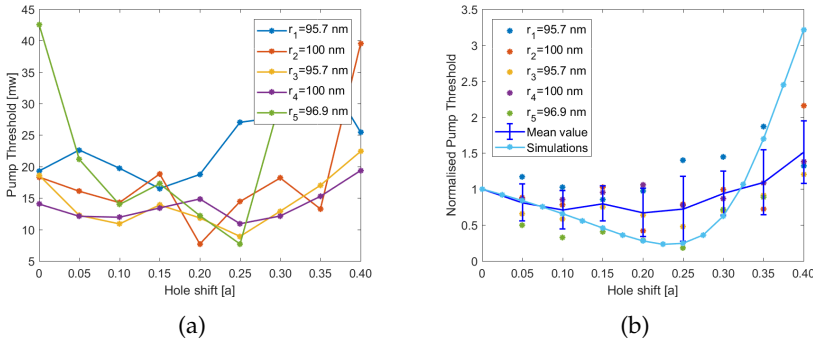 45
40
35
30
25
20
15
10
5
Pump Threshold [mw]
0 0.05 0.10 0.15 0.20 0.25 0.30 0.35 0.40
Hole shift [a]
r1=95.7 nm
r2=100 nm
r3=95.7 nm
r4=100 nm
r5=96.9 nm
(a)
3.5
3
2.5
2
1.5
1
0.5
0
Normalised Pump Threshold
0 0.05 0.10 0.15 0.20 0.25 0.30 0.35 0.40
Hole shift [a]
r1=95.7 nm
r2=100 nm
r3=95.7 nm
r4=100 nm
r5=96.9 nm
Mean value
Simulations
(b)